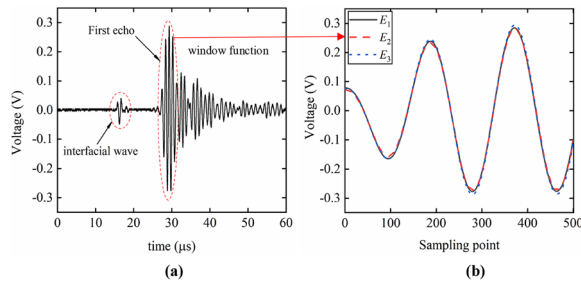 First echo
window function
interfacial wave
Voltage (V)
0.3
0.2
0.1
0.0
-0.1
-0.2
-0.3
0 10 20 30 40 50 60
time (μs)
(a)
E1
E2
E3
Voltage (V)
0.3
0.2
0.1
0.0
-0.1
-0.2
-0.3
0 100 200 300 400 500
Sampling point
(b)